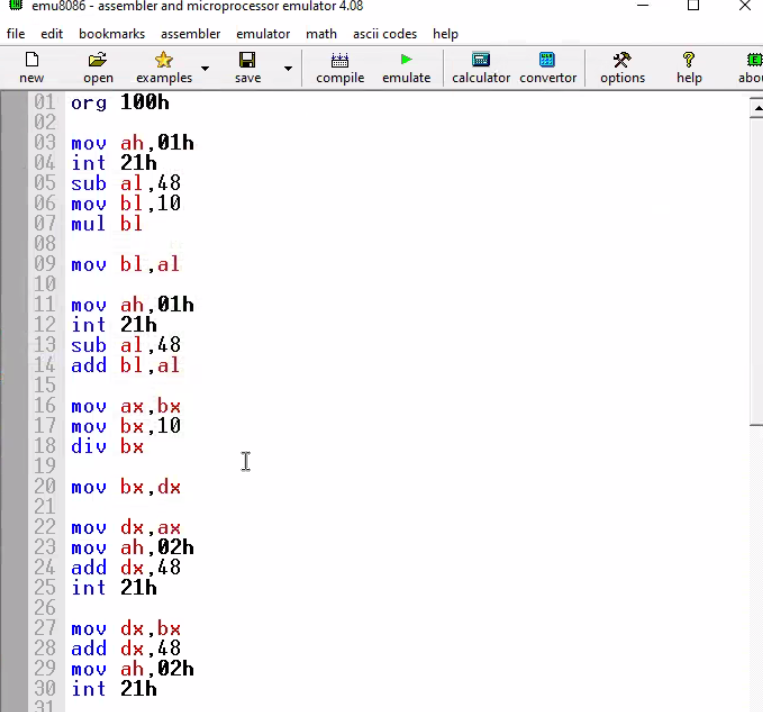 emu8086 - assembler and microprocessor emulator 4.08
file edit bookmarks assembler emulator math ascii codes help
new open examples save compile emulate calculator convertor options help abou
01 org 100h
02
03 mov ah,01h
04 int 21h
05 sub al,48
06 mov bl,10
07 mul bl
08
09 mov bl,al
10
11 mov ah,01h
12 int 21h
13 sub al,48
14 add bl,al
15
16 mov ax,bx
17 mov bx,10
18 div bx
19
20 mov bx,dx
21
22 mov dx,ax
23 mov ah,02h
24 add dx,48
25 int 21h
26
27 mov dx,bx
28 add dx,48
29 mov ah,02h
30 int 21h
31